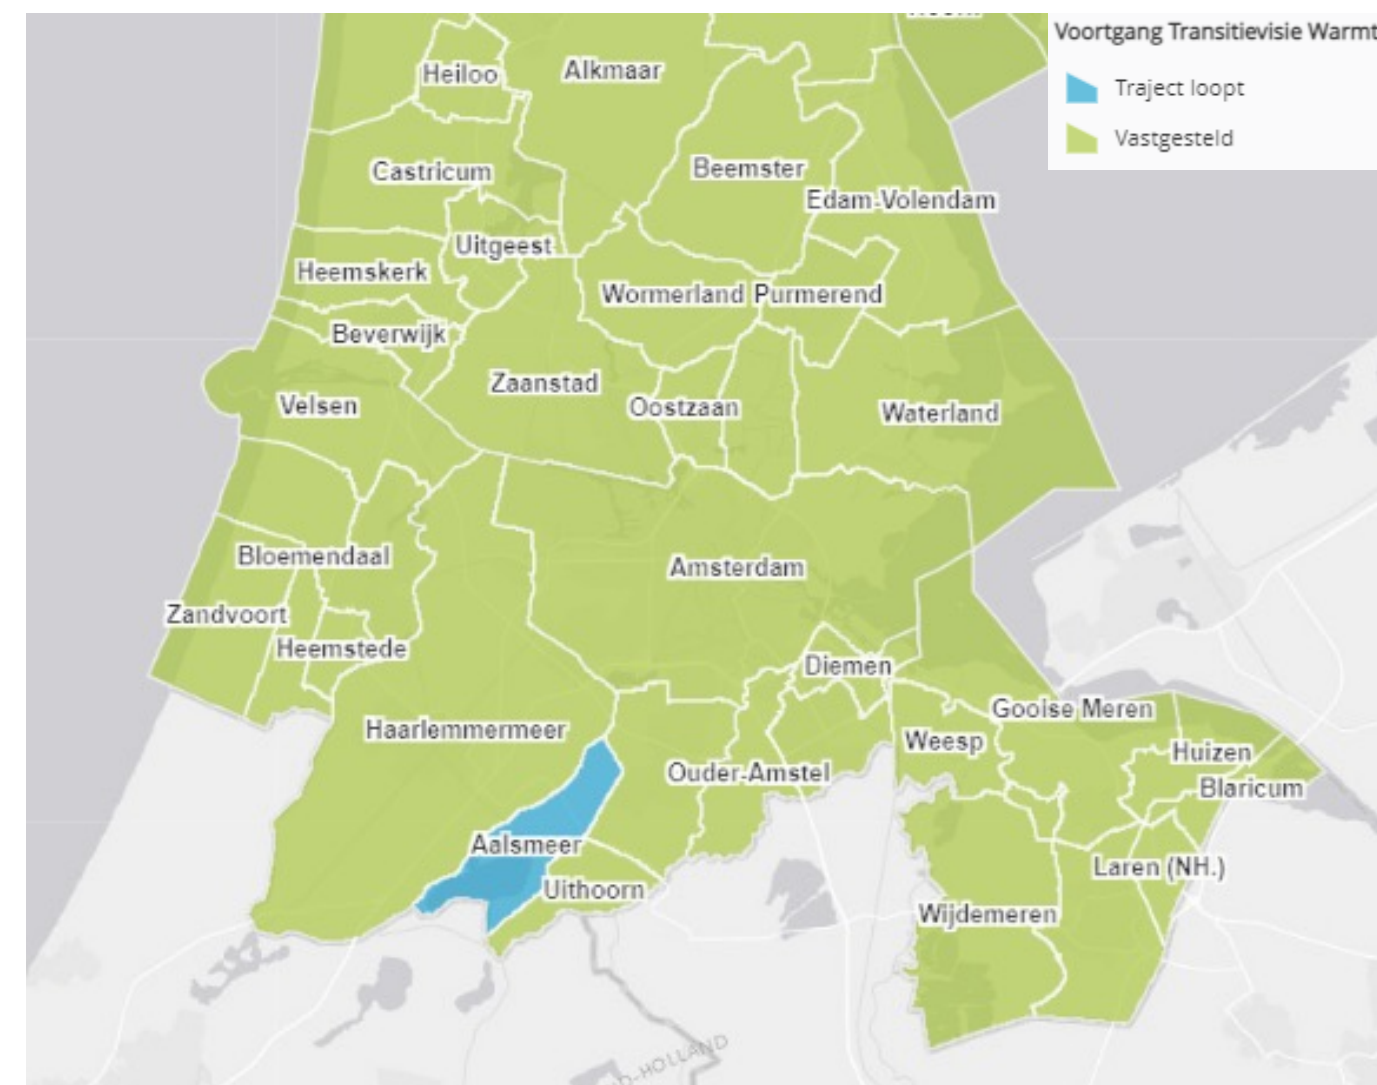 Voortgang Transitievisie Warmt
Traject loopt
Vastgesteld
Heiloo
Alkmaar
Castricum
Beemster
Edam-Volendam
Uitgeest
Heemskerk
Wormerland
Purmerend
Beverwijk
Zaanstad
Velsen
Oostzaan
Waterland
Bloemendaal
Amsterdam
Zandvoort
Heemstede
Diemen
Gooise Meren
Haarlemmermeer
Weesp
Huizen
Ouder-Amstel
Blaricum
Aalsmeer
Laren (NH.)
Uithoorn
Wijdemeren
D-HOLLAND